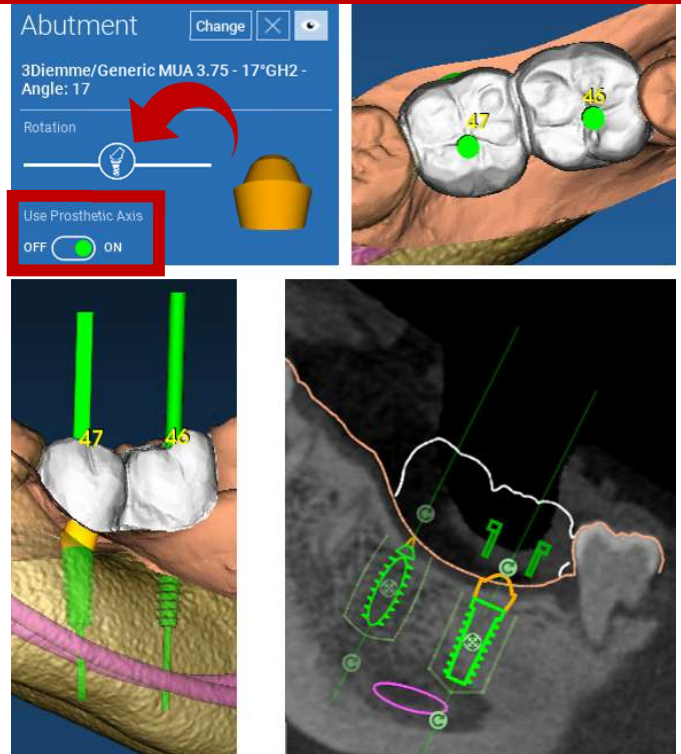 Abutment
Change
3Diemme/Generic MUA 3.75 - 17°GH2 -
Angle: 17
Rotation
Use Prosthetic Axis
OFF ON
47
46
47
46